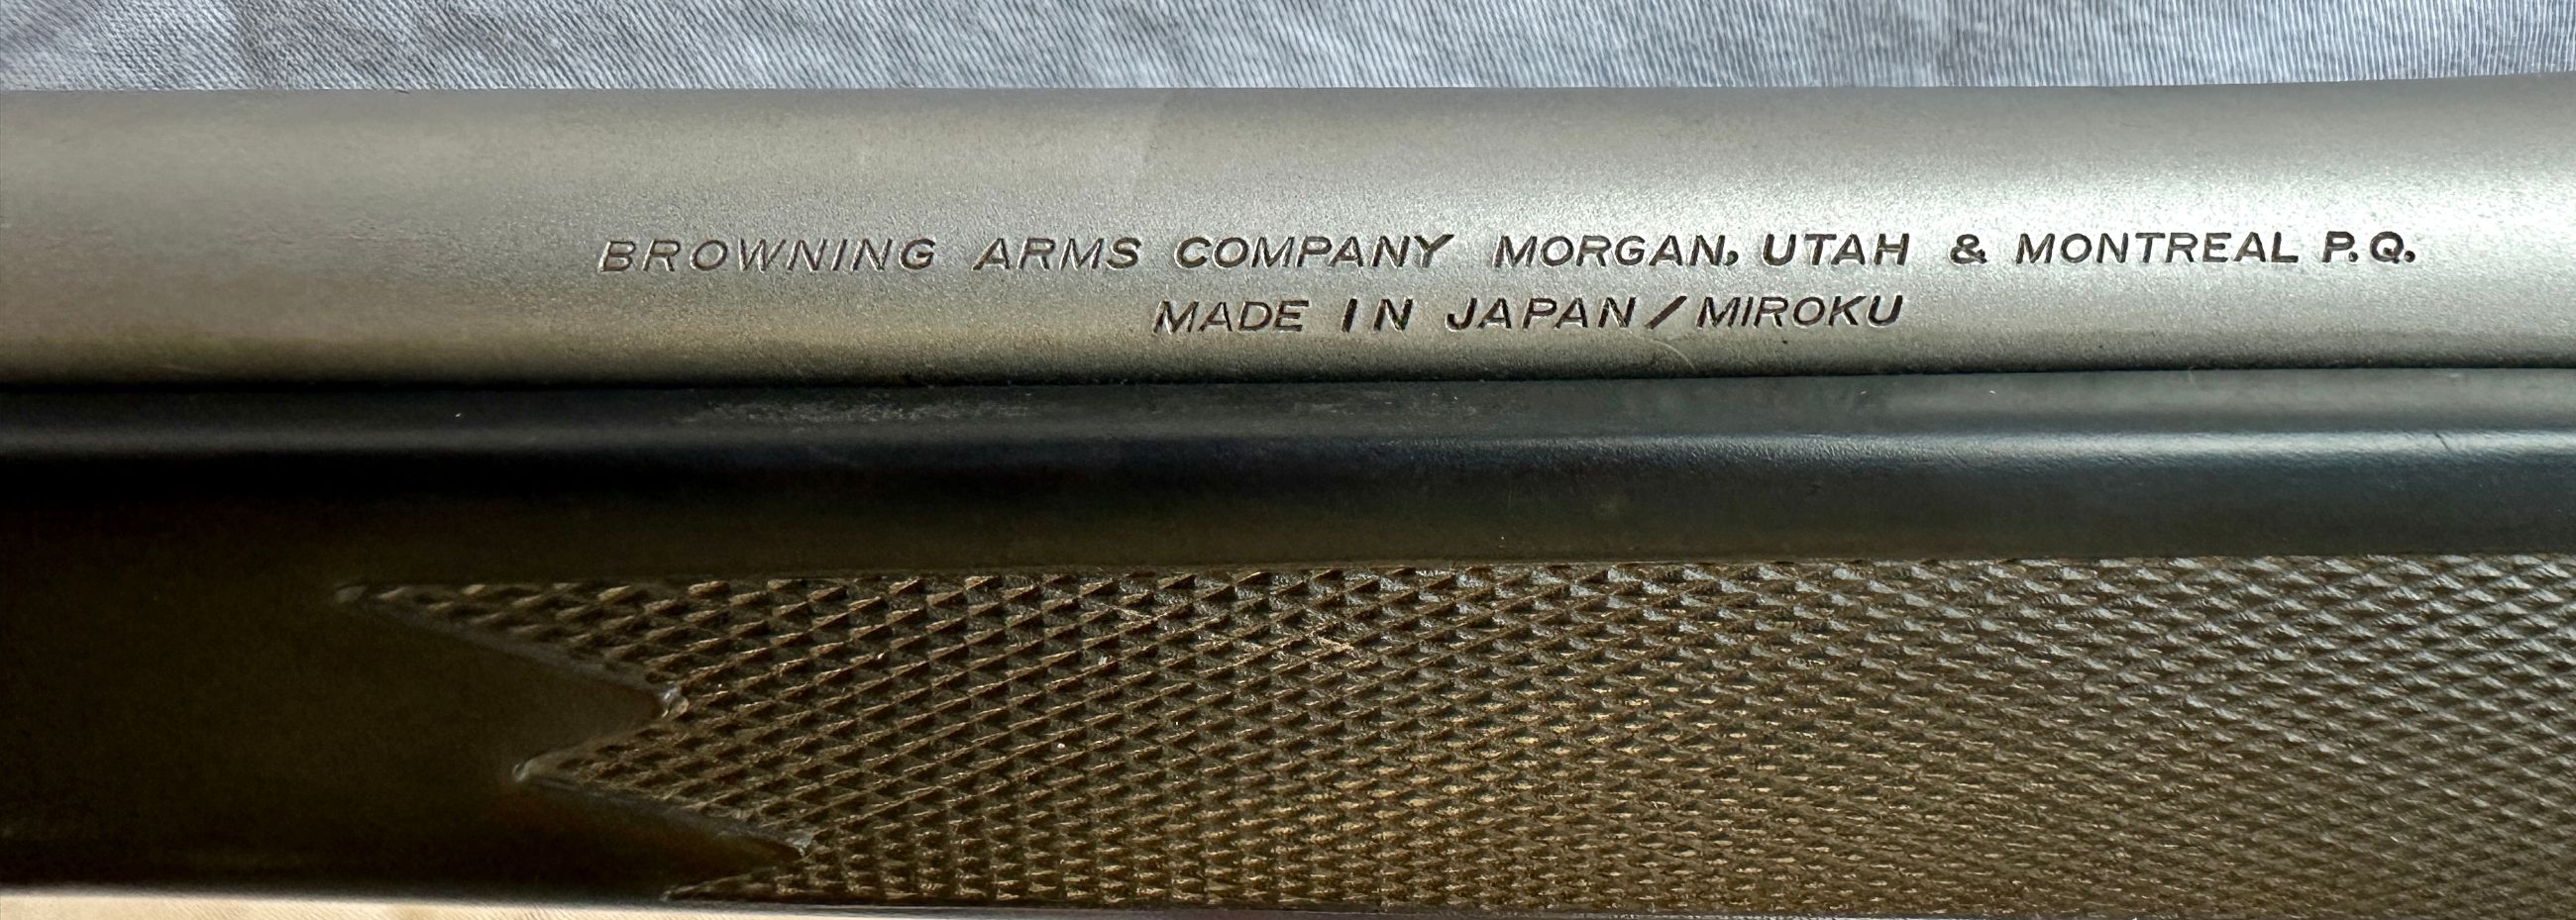 BROWNING ARMS COMPANY MORGAN, UTAH & MONTREAL P.Q.
MADE IN JAPAN/MIROKU